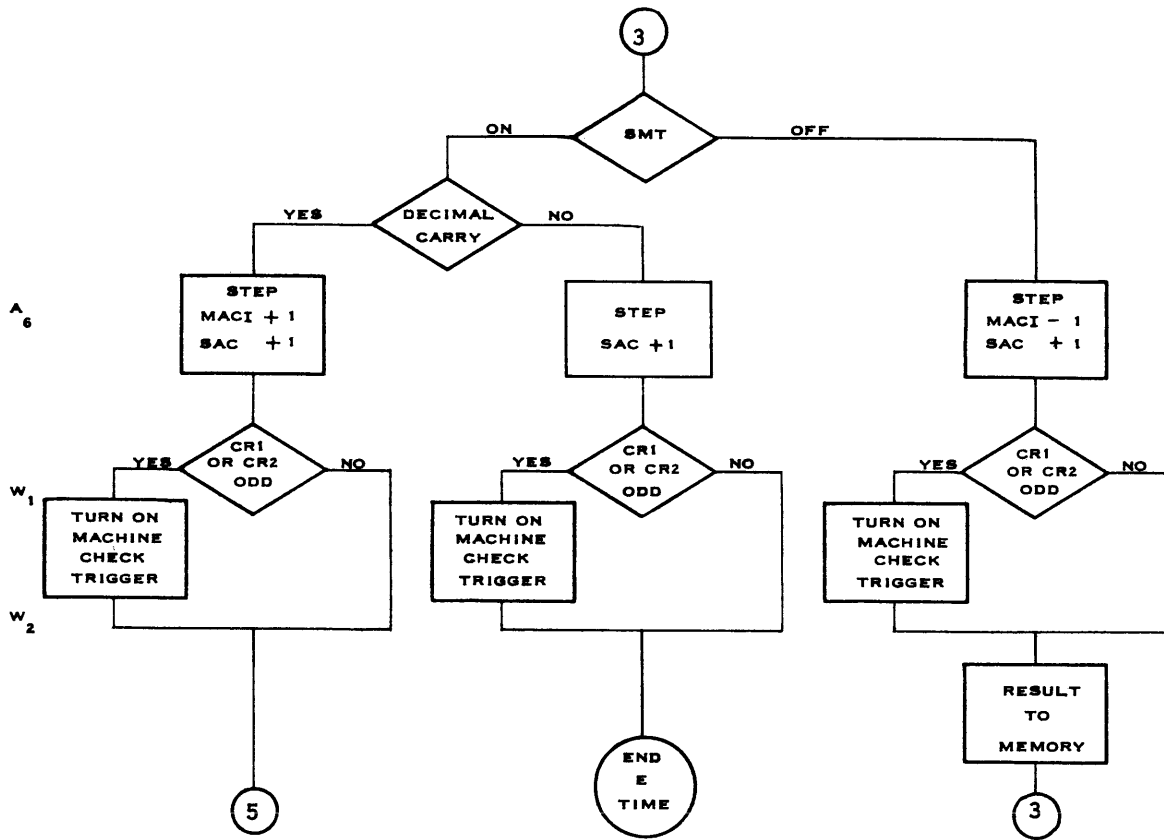 3
SMT
ON
OFF
DECIMAL
CARRY
YES
NO
A6
STEP
MACI + 1
SAC + 1
STEP
SAC + 1
STEP
MACI - 1
SAC + 1
CR1
OR CR2
ODD
YES
NO
CR1
OR CR2
ODD
YES
NO
CR1
OR CR2
ODD
YES
NO
W1
TURN ON
MACHINE
CHECK
TRIGGER
TURN ON
MACHINE
CHECK
TRIGGER
TURN ON
MACHINE
CHECK
TRIGGER
W2
RESULT
TO
MEMORY
5
END
E
TIME
3